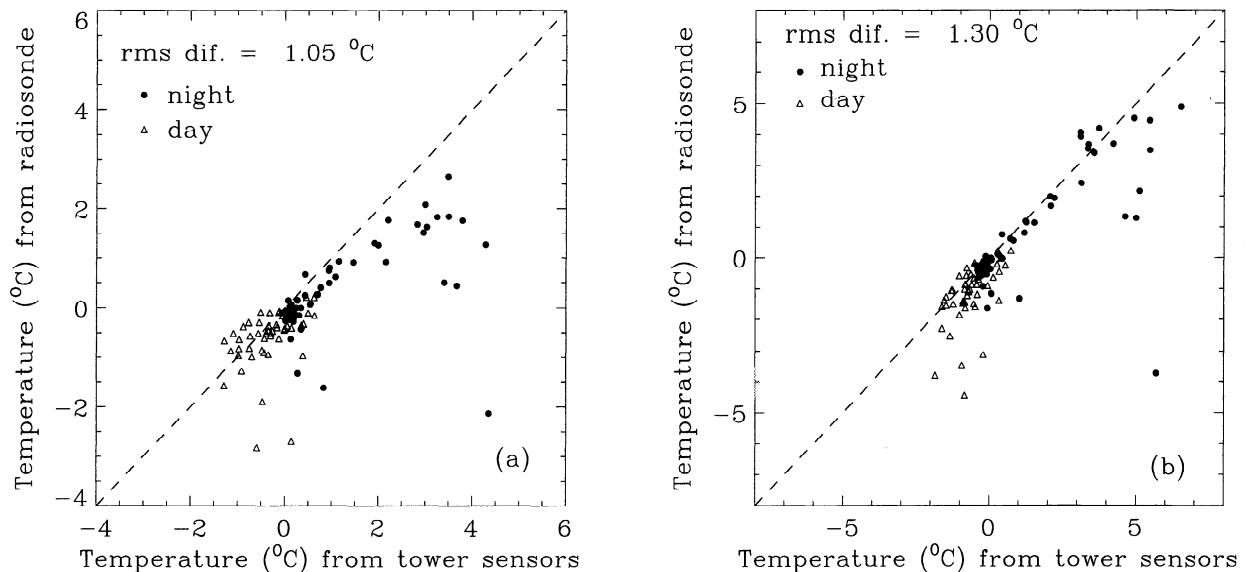 rms dif. = 1.05 °C
night
day
(a)
6
4
2
0
−2
−4
−4 −2 0 2 4 6
Temperature (°C) from radiosonde
Temperature (°C) from tower sensors
rms dif. = 1.30 °C
night
day
(b)
5
0
−5
−5 0 5
Temperature (°C) from radiosonde
Temperature (°C) from tower sensors